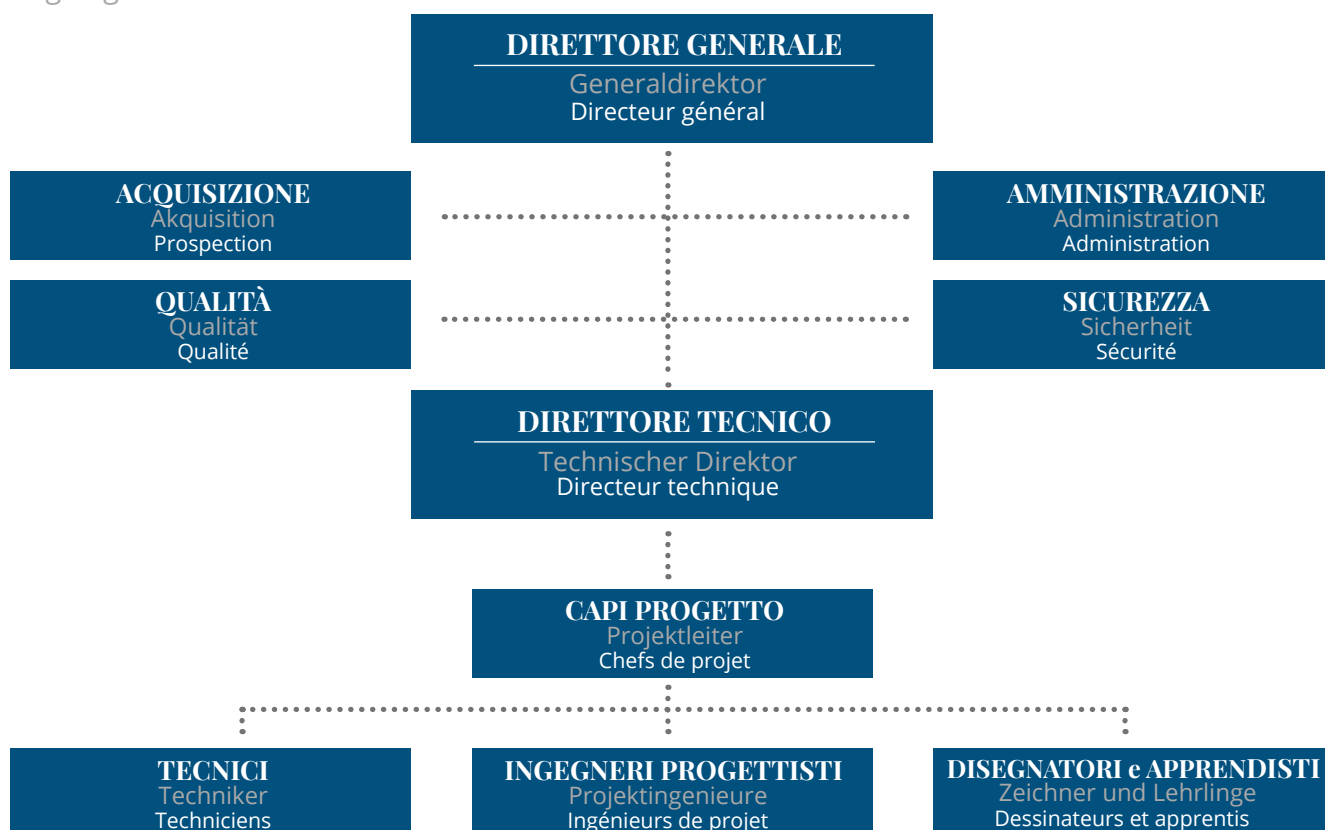 DIRETTORE GENERALE
Generaldirektor
Directeur général
ACQUISIZIONE
Akquisition
Prospection
AMMINISTRAZIONE
Administration
Administration
QUALITÀ
Qualität
Qualité
SICUREZZA
Sicherheit
Sécurité
DIRETTORE TECNICO
Technischer Direktor
Directeur technique
CAPI PROGETTO
Projektleiter
Chefs de projet
TECNICI
Techniker
Techniciens
INGEGNERI PROGETTISTI
Projektingenieure
Ingénieurs de projet
DISEGNATORI e APPRENDISTI
Zeichner und Lehrlinge
Dessinateurs et apprentis